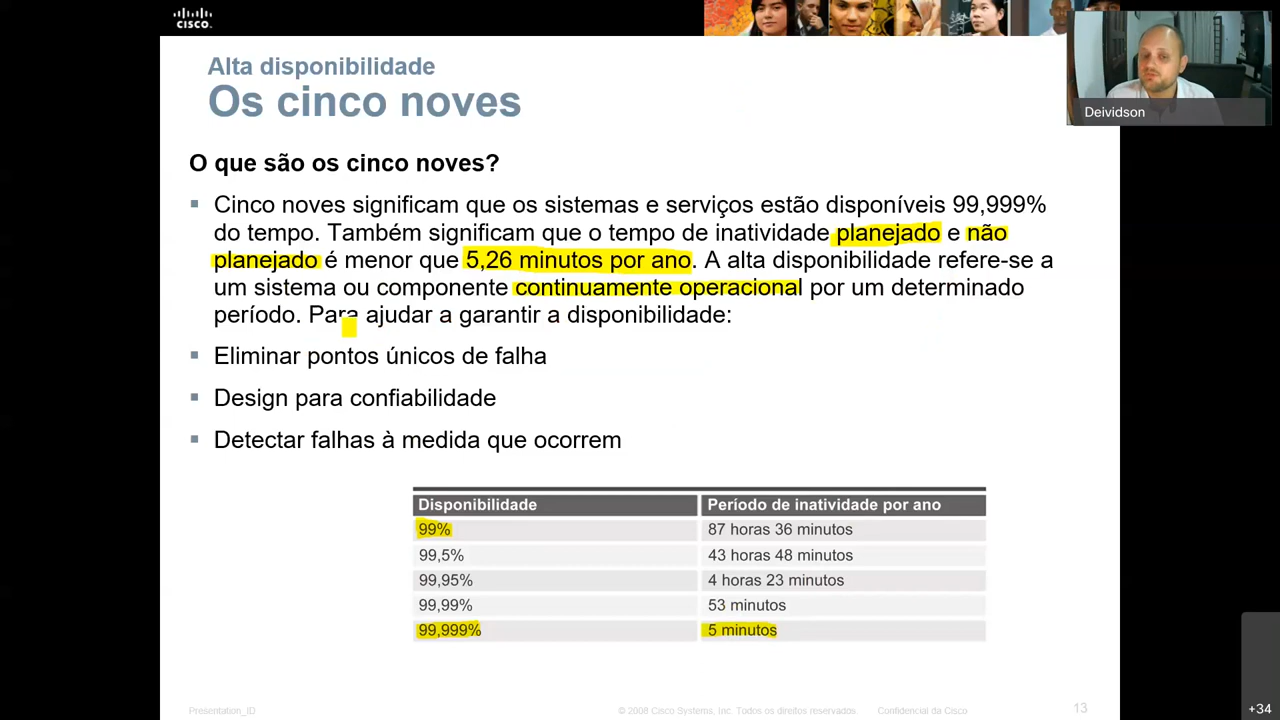 CISCO
Alta disponibilidade
Os cinco noves
Deividson
O que são os cinco noves?
Cinco noves significam que os sistemas e serviços estão disponíveis 99,999%
do tempo. Também significam que o tempo de inatividade planejado e não
planejado é menor que 5,26 minutos por ano. A alta disponibilidade refere-se a
um sistema ou componente continuamente operacional por um determinado
período. Para ajudar a garantir a disponibilidade:
Eliminar pontos únicos de falha
Design para confiabilidade
Detectar falhas à medida que ocorrem
Disponibilidade Período de inatividade por ano
99% 87 horas 36 minutos
99,5% 43 horas 48 minutos
99,95% 4 horas 23 minutos
99,99% 53 minutos
99,999% 5 minutos
Presentation_ID © 2008 Cisco Systems, Inc. Todos os direitos reservados. Confidencial da Cisco 13
+34